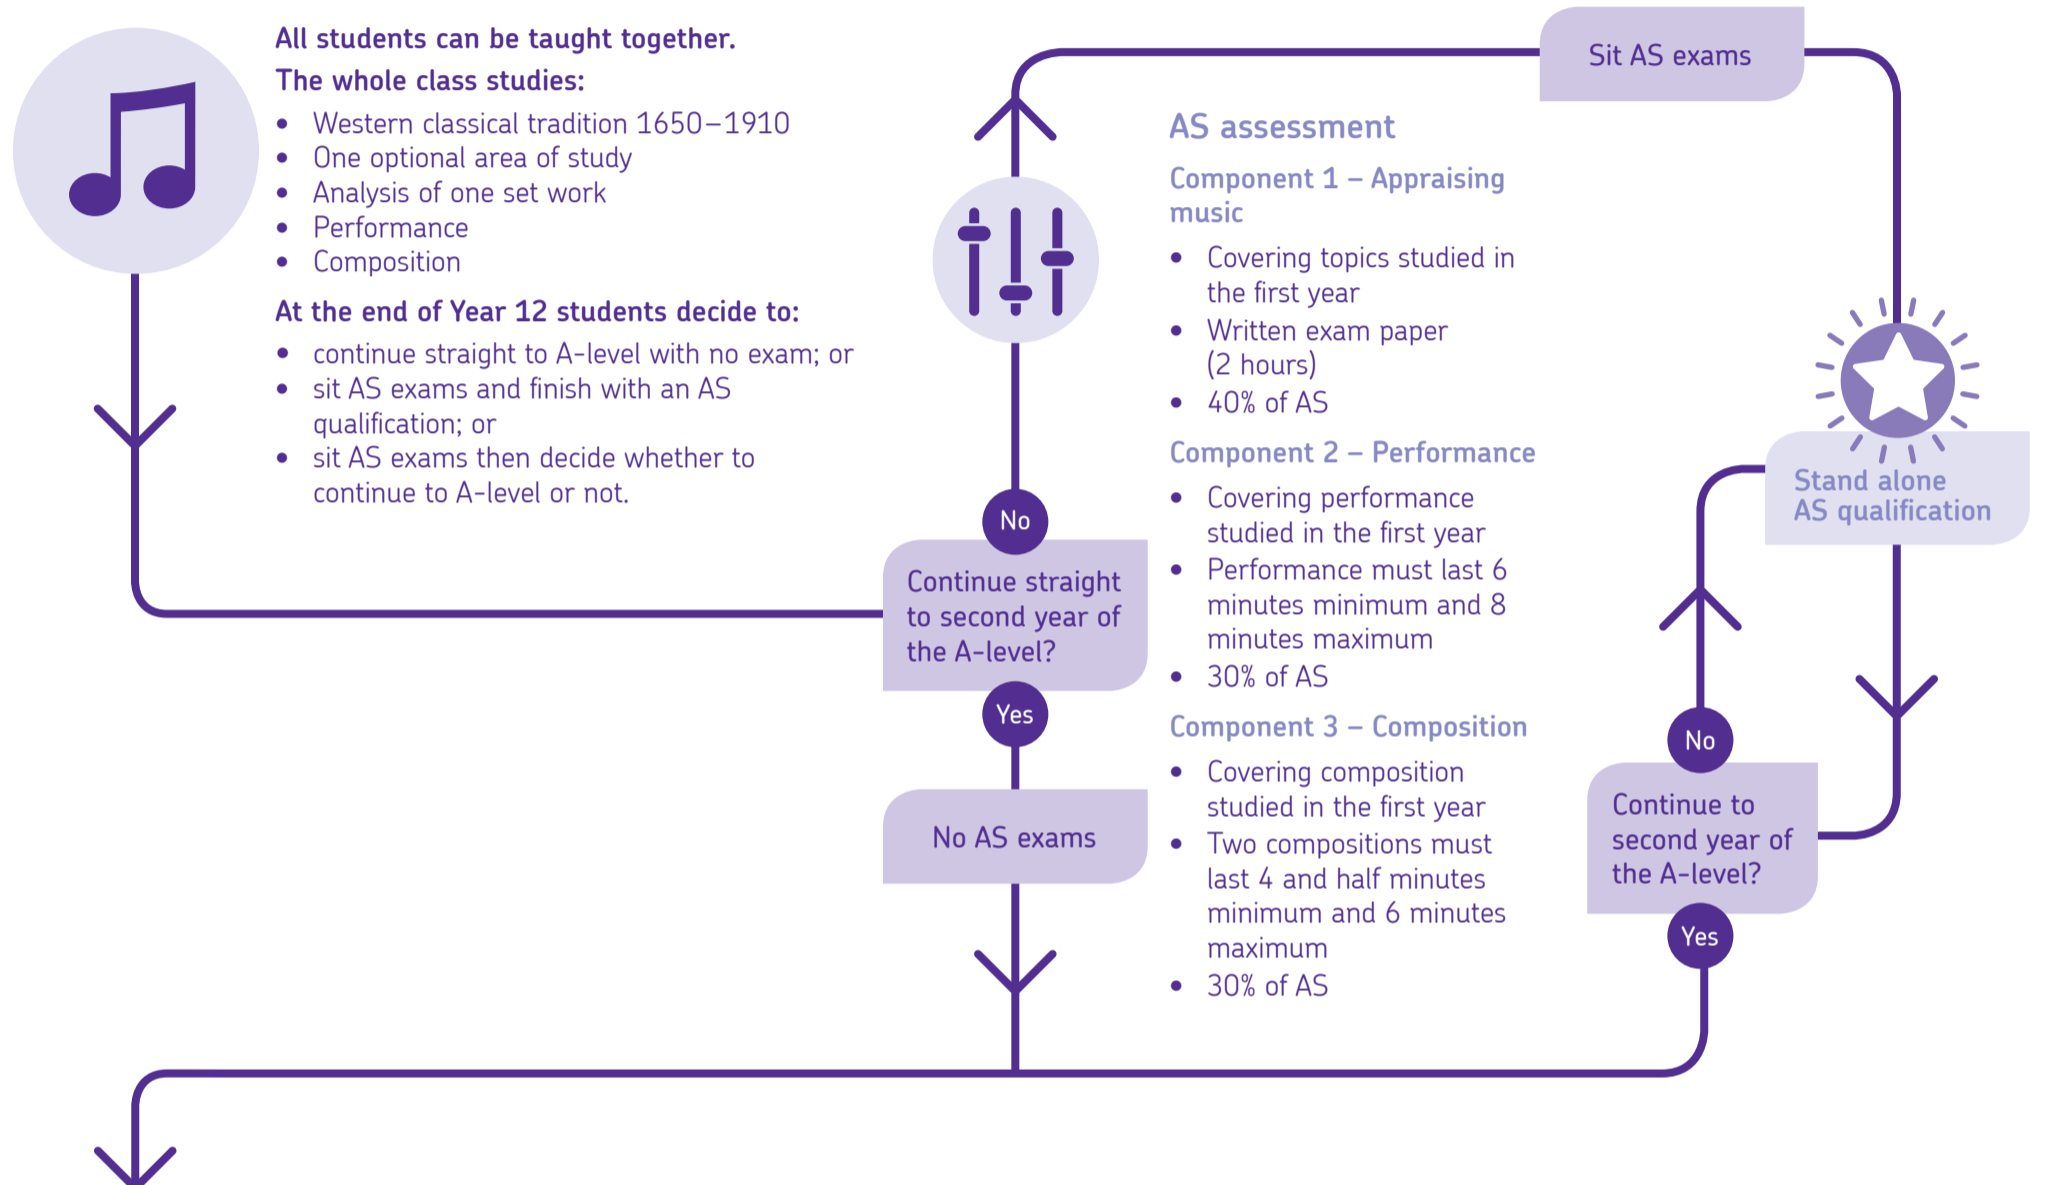 All students can be taught together.
The whole class studies:
• Western classical tradition 1650–1910
• One optional area of study
• Analysis of one set work
• Performance
• Composition
At the end of Year 12 students decide to:
• continue straight to A-level with no exam; or
• sit AS exams and finish with an AS
qualification; or
• sit AS exams then decide whether to
continue to A-level or not.
No
Continue straight
to second year of
the A-level?
Yes
No AS exams
Sit AS exams
AS assessment
Component 1 – Appraising
music
• Covering topics studied in
the first year
• Written exam paper
(2 hours)
• 40% of AS
Component 2 – Performance
• Covering performance
studied in the first year
• Performance must last 6
minutes minimum and 8
minutes maximum
• 30% of AS
Component 3 – Composition
• Covering composition
studied in the first year
• Two compositions must
last 4 and half minutes
minimum and 6 minutes
maximum
• 30% of AS
Stand alone
AS qualification
No
Continue to
second year of
the A-level?
Yes